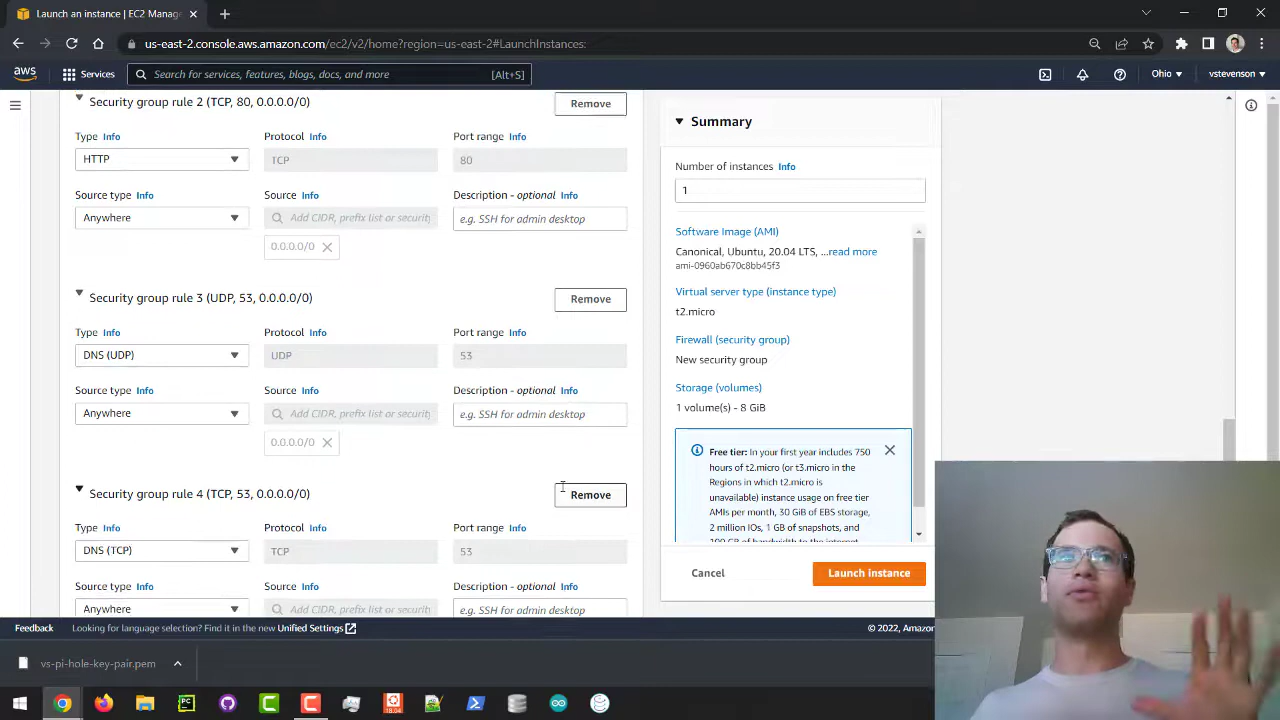 Launch an instance | EC2 Manag
us-east-2.console.aws.amazon.com/ec2/v2/home?region=us-east-2#LaunchInstances:
aws
Services
Search for services, features, blogs, docs, and more
[Alt+S]
Ohio
vstevenson
Security group rule 2 (TCP, 80, 0.0.0.0/0)
Remove
Type Info
Protocol Info
Port range Info
HTTP
TCP
80
Source type Info
Source Info
Description - optional Info
Anywhere
Add CIDR, prefix list or security
e.g. SSH for admin desktop
0.0.0.0/0
Security group rule 3 (UDP, 53, 0.0.0.0/0)
Remove
Type Info
Protocol Info
Port range Info
DNS (UDP)
UDP
53
Source type Info
Source Info
Description - optional Info
Anywhere
Add CIDR, prefix list or security
e.g. SSH for admin desktop
0.0.0.0/0
Security group rule 4 (TCP, 53, 0.0.0.0/0)
Remove
Type Info
Protocol Info
Port range Info
DNS (TCP)
TCP
53
Source type Info
Source Info
Description - optional Info
Anywhere
Add CIDR, prefix list or security
e.g. SSH for admin desktop
Summary
Number of instances Info
1
Software Image (AMI)
Canonical, Ubuntu, 20.04 LTS, ...read more
ami-0960ab670c8bb45f3
Virtual server type (instance type)
t2.micro
Firewall (security group)
New security group
Storage (volumes)
1 volume(s) - 8 GiB
Free tier: In your first year includes 750
hours of t2.micro (or t3.micro in the
Regions in which t2.micro is
unavailable) instance usage on free tier
AMIs per month, 30 GiB of EBS storage,
2 million IOs, 1 GB of snapshots, and
100 GB of bandwidth to the internet
Cancel
Launch instance
Feedback
Looking for language selection? Find it in the new Unified Settings
© 2022, Amazon
vs-pi-hole-key-pair.pem
PC
18.04